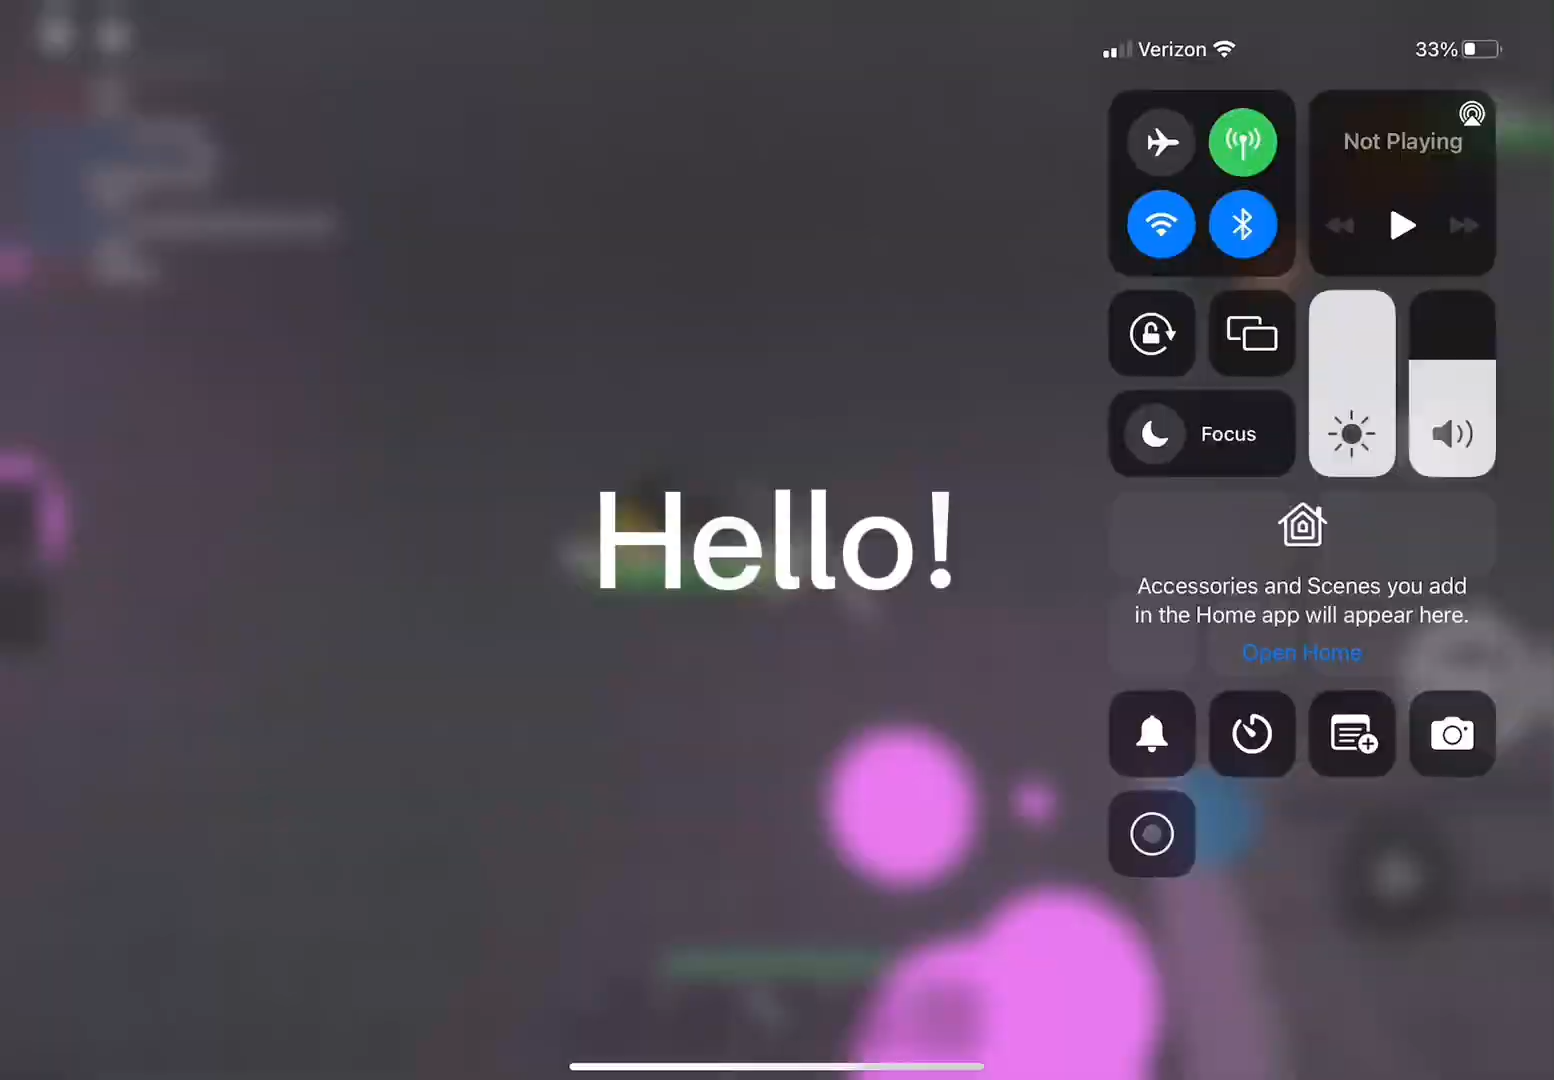 Verizon
33%
Not Playing
Focus
Hello!
Accessories and Scenes you add
in the Home app will appear here.
Open Home